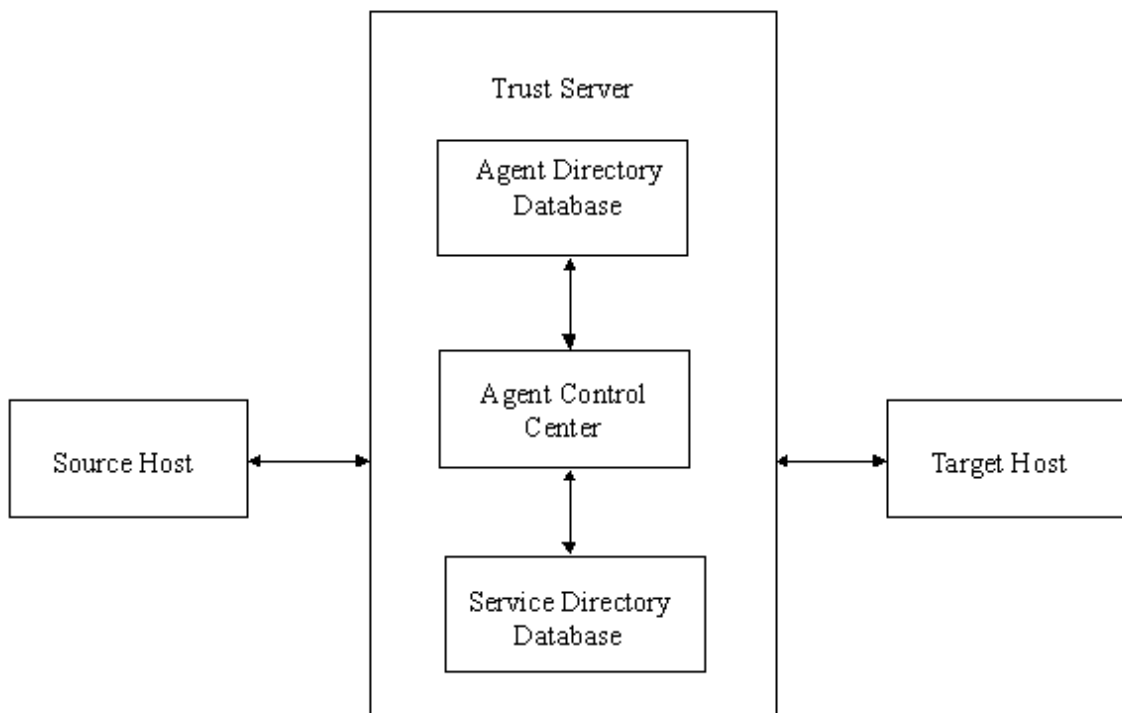 Trust Server
Agent Directory
Database
Agent Control
Center
Source Host
Target Host
Service Directory
Database